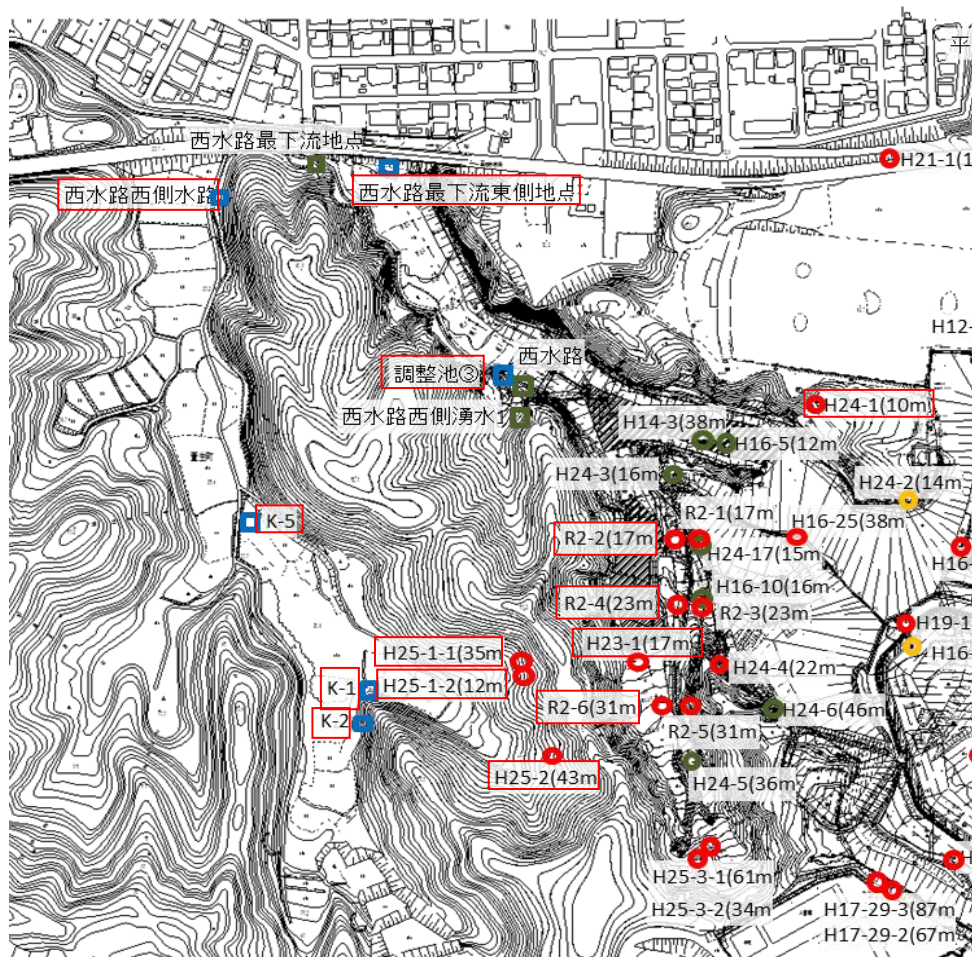 平
西水路最下流地点
H21-1(1
西水路西側水路
西水路最下流東側地点
H12-
西水路
調整池③
西水路西側湧水1
H24-1(10m)
H14-3(38m)
H16-5(12m)
H24-3(16m)
H24-2(14m)
R2-1(17m)
H16-25(38m)
K-5
R2-2(17m)
H24-17(15m)
H16-
H16-10(16m)
R2-4(23m)
R2-3(23m)
H19-1
H23-1(17m)
H25-1-1(35m)
H16-
H24-4(22m)
K-1
H25-1-2(12m)
R2-6(31m)
H24-6(46m)
K-2
R2-5(31m)
H25-2(43m)
H24-5(36m)
H25-3-1(61m)
H25-3-2(34m)
H17-29-3(87m)
H17-29-2(67m)